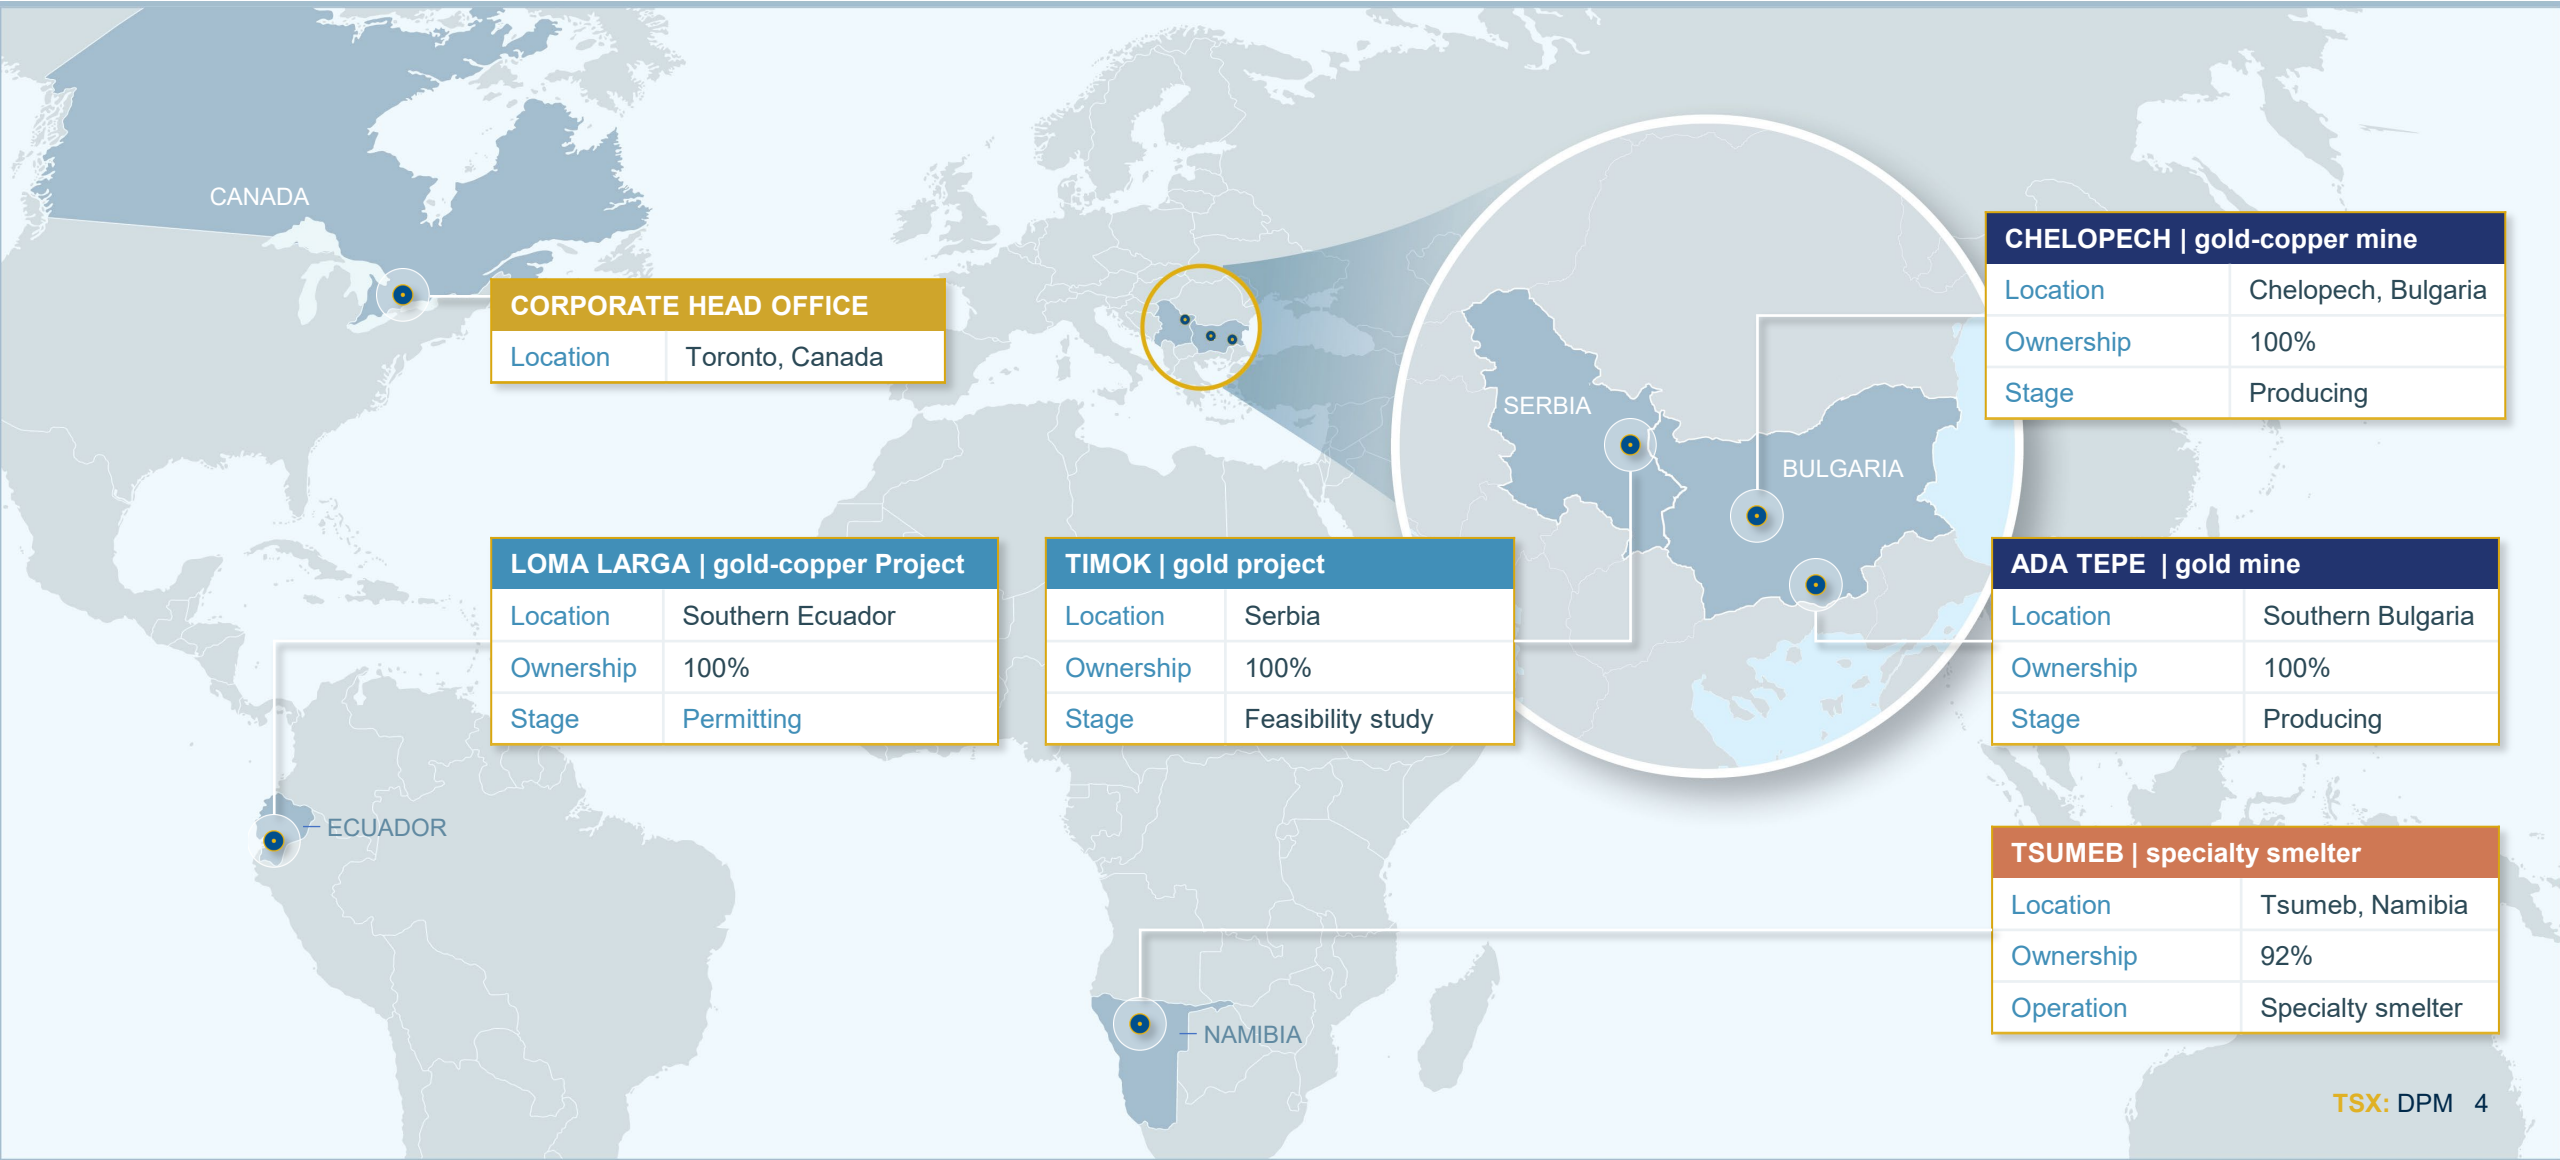 CANADA
CORPORATE HEAD OFFICE
Location Toronto, Canada
SERBIA
BULGARIA
CHELOPECH | gold-copper mine
Location Chelopech, Bulgaria
Ownership 100%
Stage Producing
LOMA LARGA | gold-copper Project
Location Southern Ecuador
Ownership 100%
Stage Permitting
TIMOK | gold project
Location Serbia
Ownership 100%
Stage Feasibility study
ADA TEPE | gold mine
Location Southern Bulgaria
Ownership 100%
Stage Producing
ECUADOR
TSUMEB | specialty smelter
Location Tsumeb, Namibia
Ownership 92%
Operation Specialty smelter
NAMIBIA
TSX: DPM 4